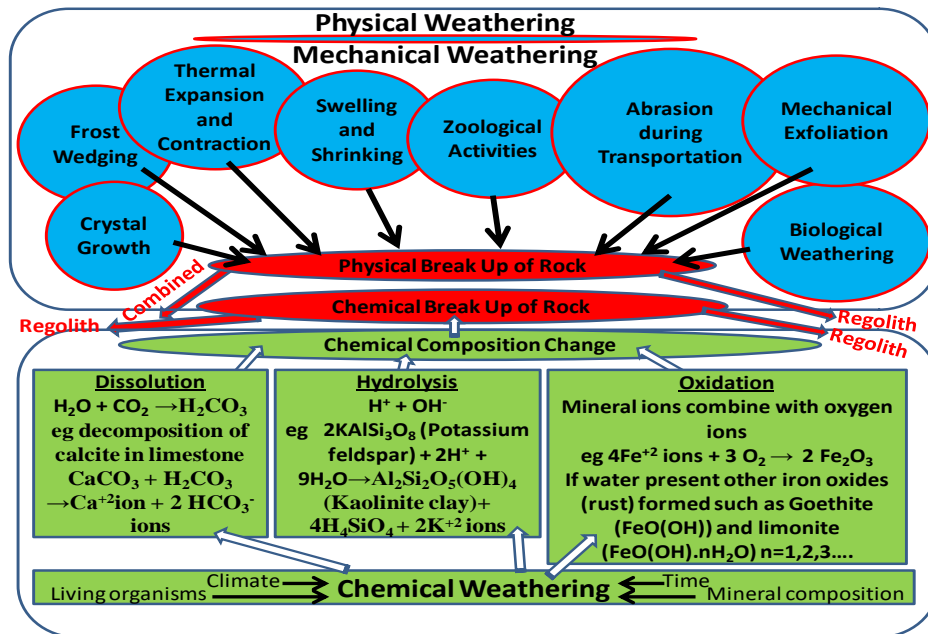 Physical Weathering
Mechanical Weathering
Thermal
Expansion
and
Contraction
Swelling
and
Shrinking
Zoological
Activities
Abrasion
during
Transportation
Mechanical
Exfoliation
Frost
Wedging
Crystal
Growth
Biological
Weathering
Physical Break Up of Rock
Combined
Chemical Break Up of Rock
Regolith
Regolith
Regolith
Chemical Composition Change
Dissolution
H₂O + CO₂ →H₂CO₃
eg decomposition of
calcite in limestone
CaCO₃ + H₂CO₃
→Ca⁺²ion + 2 HCO₃⁻
ions
Hydrolysis
H⁺ + OH⁻
eg 2KAlSi₃O₈ (Potassium
feldspar) + 2H⁺ +
9H₂O→Al₂Si₂O₅(OH)₄
(Kaolinite clay)+
4H₄SiO₄ + 2K⁺² ions
Oxidation
Mineral ions combine with oxygen
ions
eg 4Fe⁺² ions + 3 O₂ → 2 Fe₂O₃
If water present other iron oxides
(rust) formed such as Goethite
(FeO(OH)) and limonite
(FeO(OH).nH₂O) n=1,2,3....
Climate
Living organisms
Chemical Weathering
Time
Mineral composition